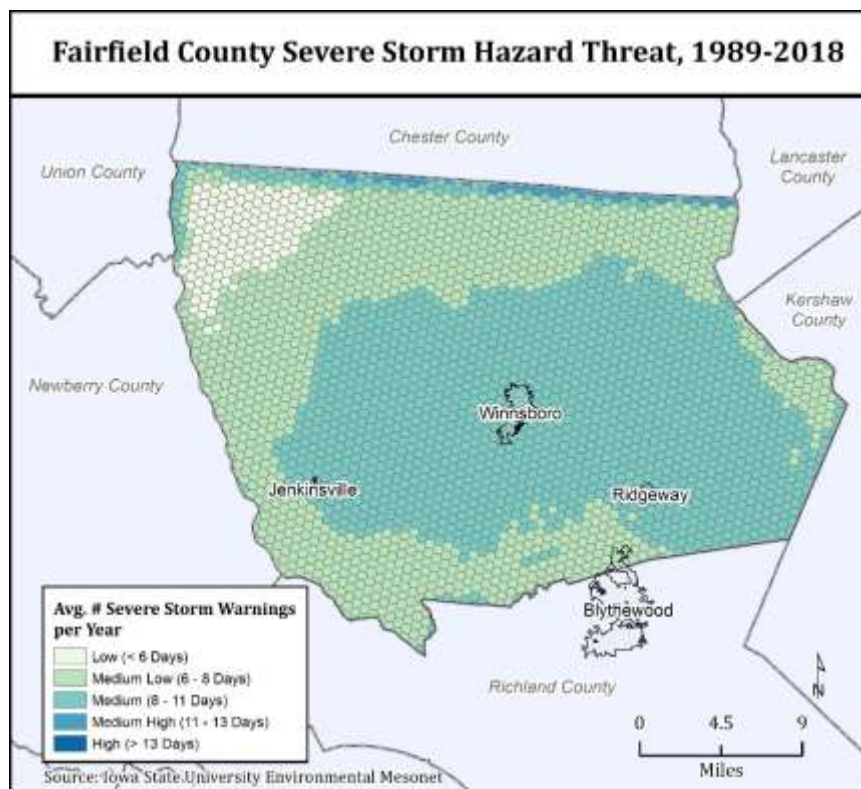 Fairfield County Severe Storm Hazard Threat, 1989-2018
Chester County
Union County
Lancaster
County
Kershaw
County
Newberry County
Winnsboro
Jenkinsville
Ridgeway
Blythewood
Richland County
Avg. # Severe Storm Warnings
per Year
Low (< 6 Days)
Medium Low (6 - 8 Days)
Medium (8 - 11 Days)
Medium High (11 - 13 Days)
High (> 13 Days)
N
0 4.5 9
Miles
Source: Iowa State University Environmental Mesonet